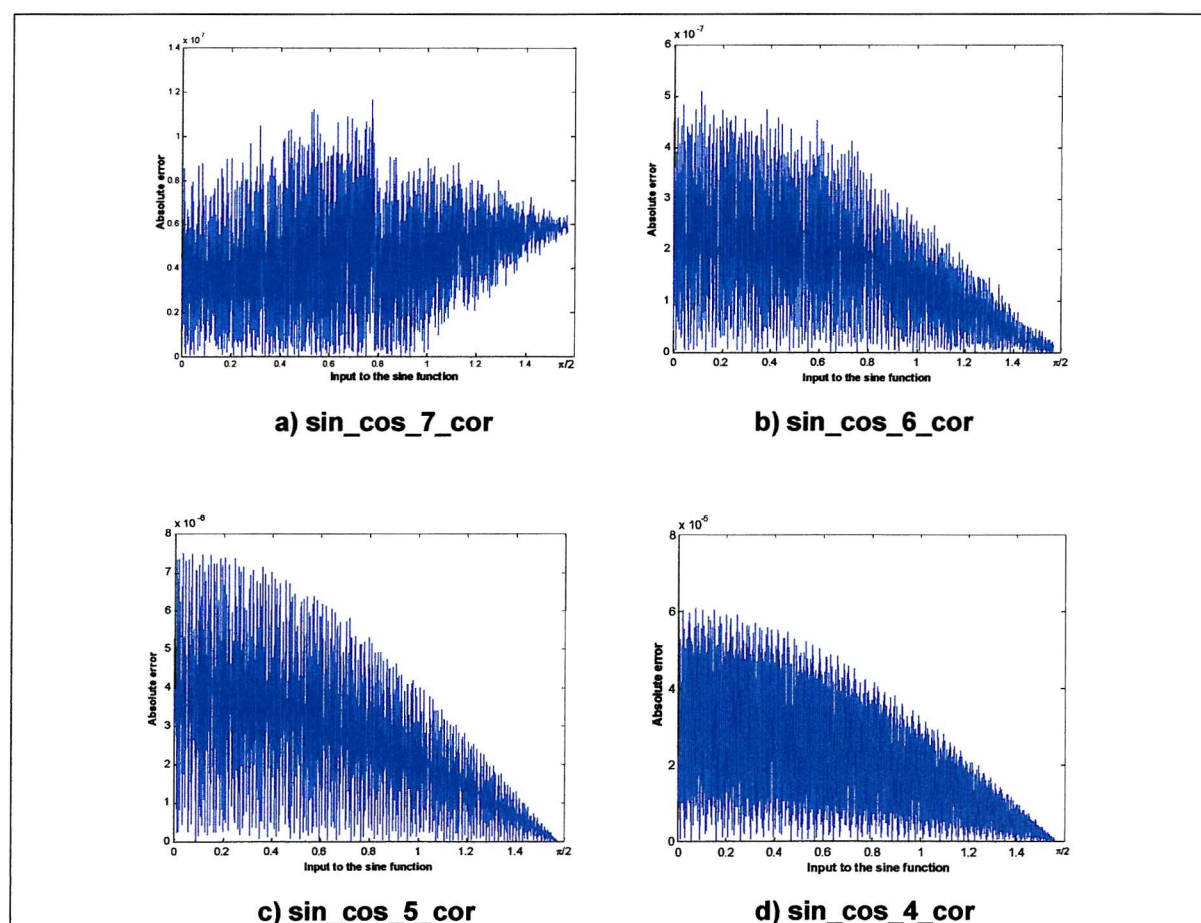 x 10⁷
1 4
1 2
1
0.8
0.6
0.4
0.2
0
Absolute error
0 0.2 0.4 0.6 0.8 1 1.2 1.4 π/2
Input to the sine function
a) sin_cos_7_cor
x 10⁻⁷
6
5
4
3
2
1
0
Absolute error
0 0.2 0.4 0.6 0.8 1 1.2 1.4 π/2
Input to the sine function
b) sin_cos_6_cor
x 10⁻⁶
8
7
6
5
4
3
2
1
0
Absolute error
0 0.2 0.4 0.6 0.8 1 1.2 1.4 π/2
Input to the sine function
c) sin_cos_5_cor
x 10⁻⁵
8
6
4
2
0
Absolute error
0 0.2 0.4 0.6 0.8 1 1.2 1.4 π/2
Input to the sine function
d) sin_cos_4_cor